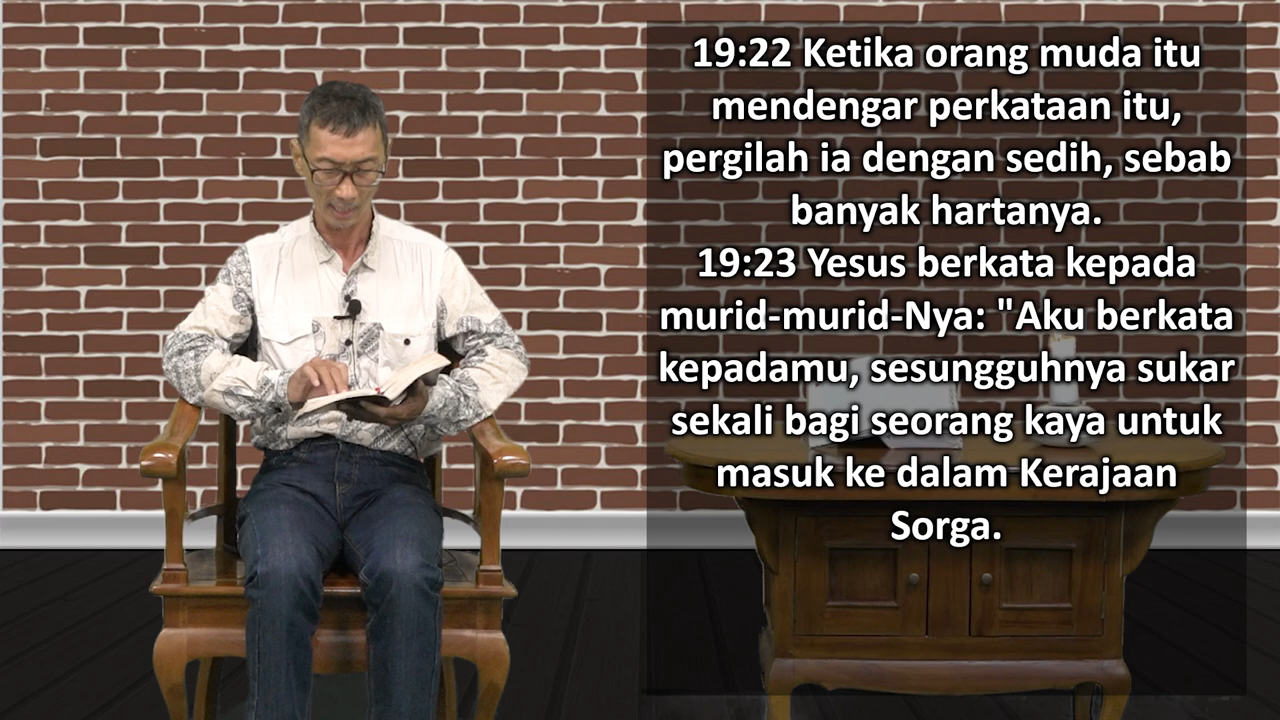 19:22 Ketika orang muda itu
mendengar perkataan itu,
pergilah ia dengan sedih, sebab
banyak hartanya.
19:23 Yesus berkata kepada
murid-murid-Nya: "Aku berkata
kepadamu, sesungguhnya sukar
sekali bagi seorang kaya untuk
masuk ke dalam Kerajaan
Sorga.